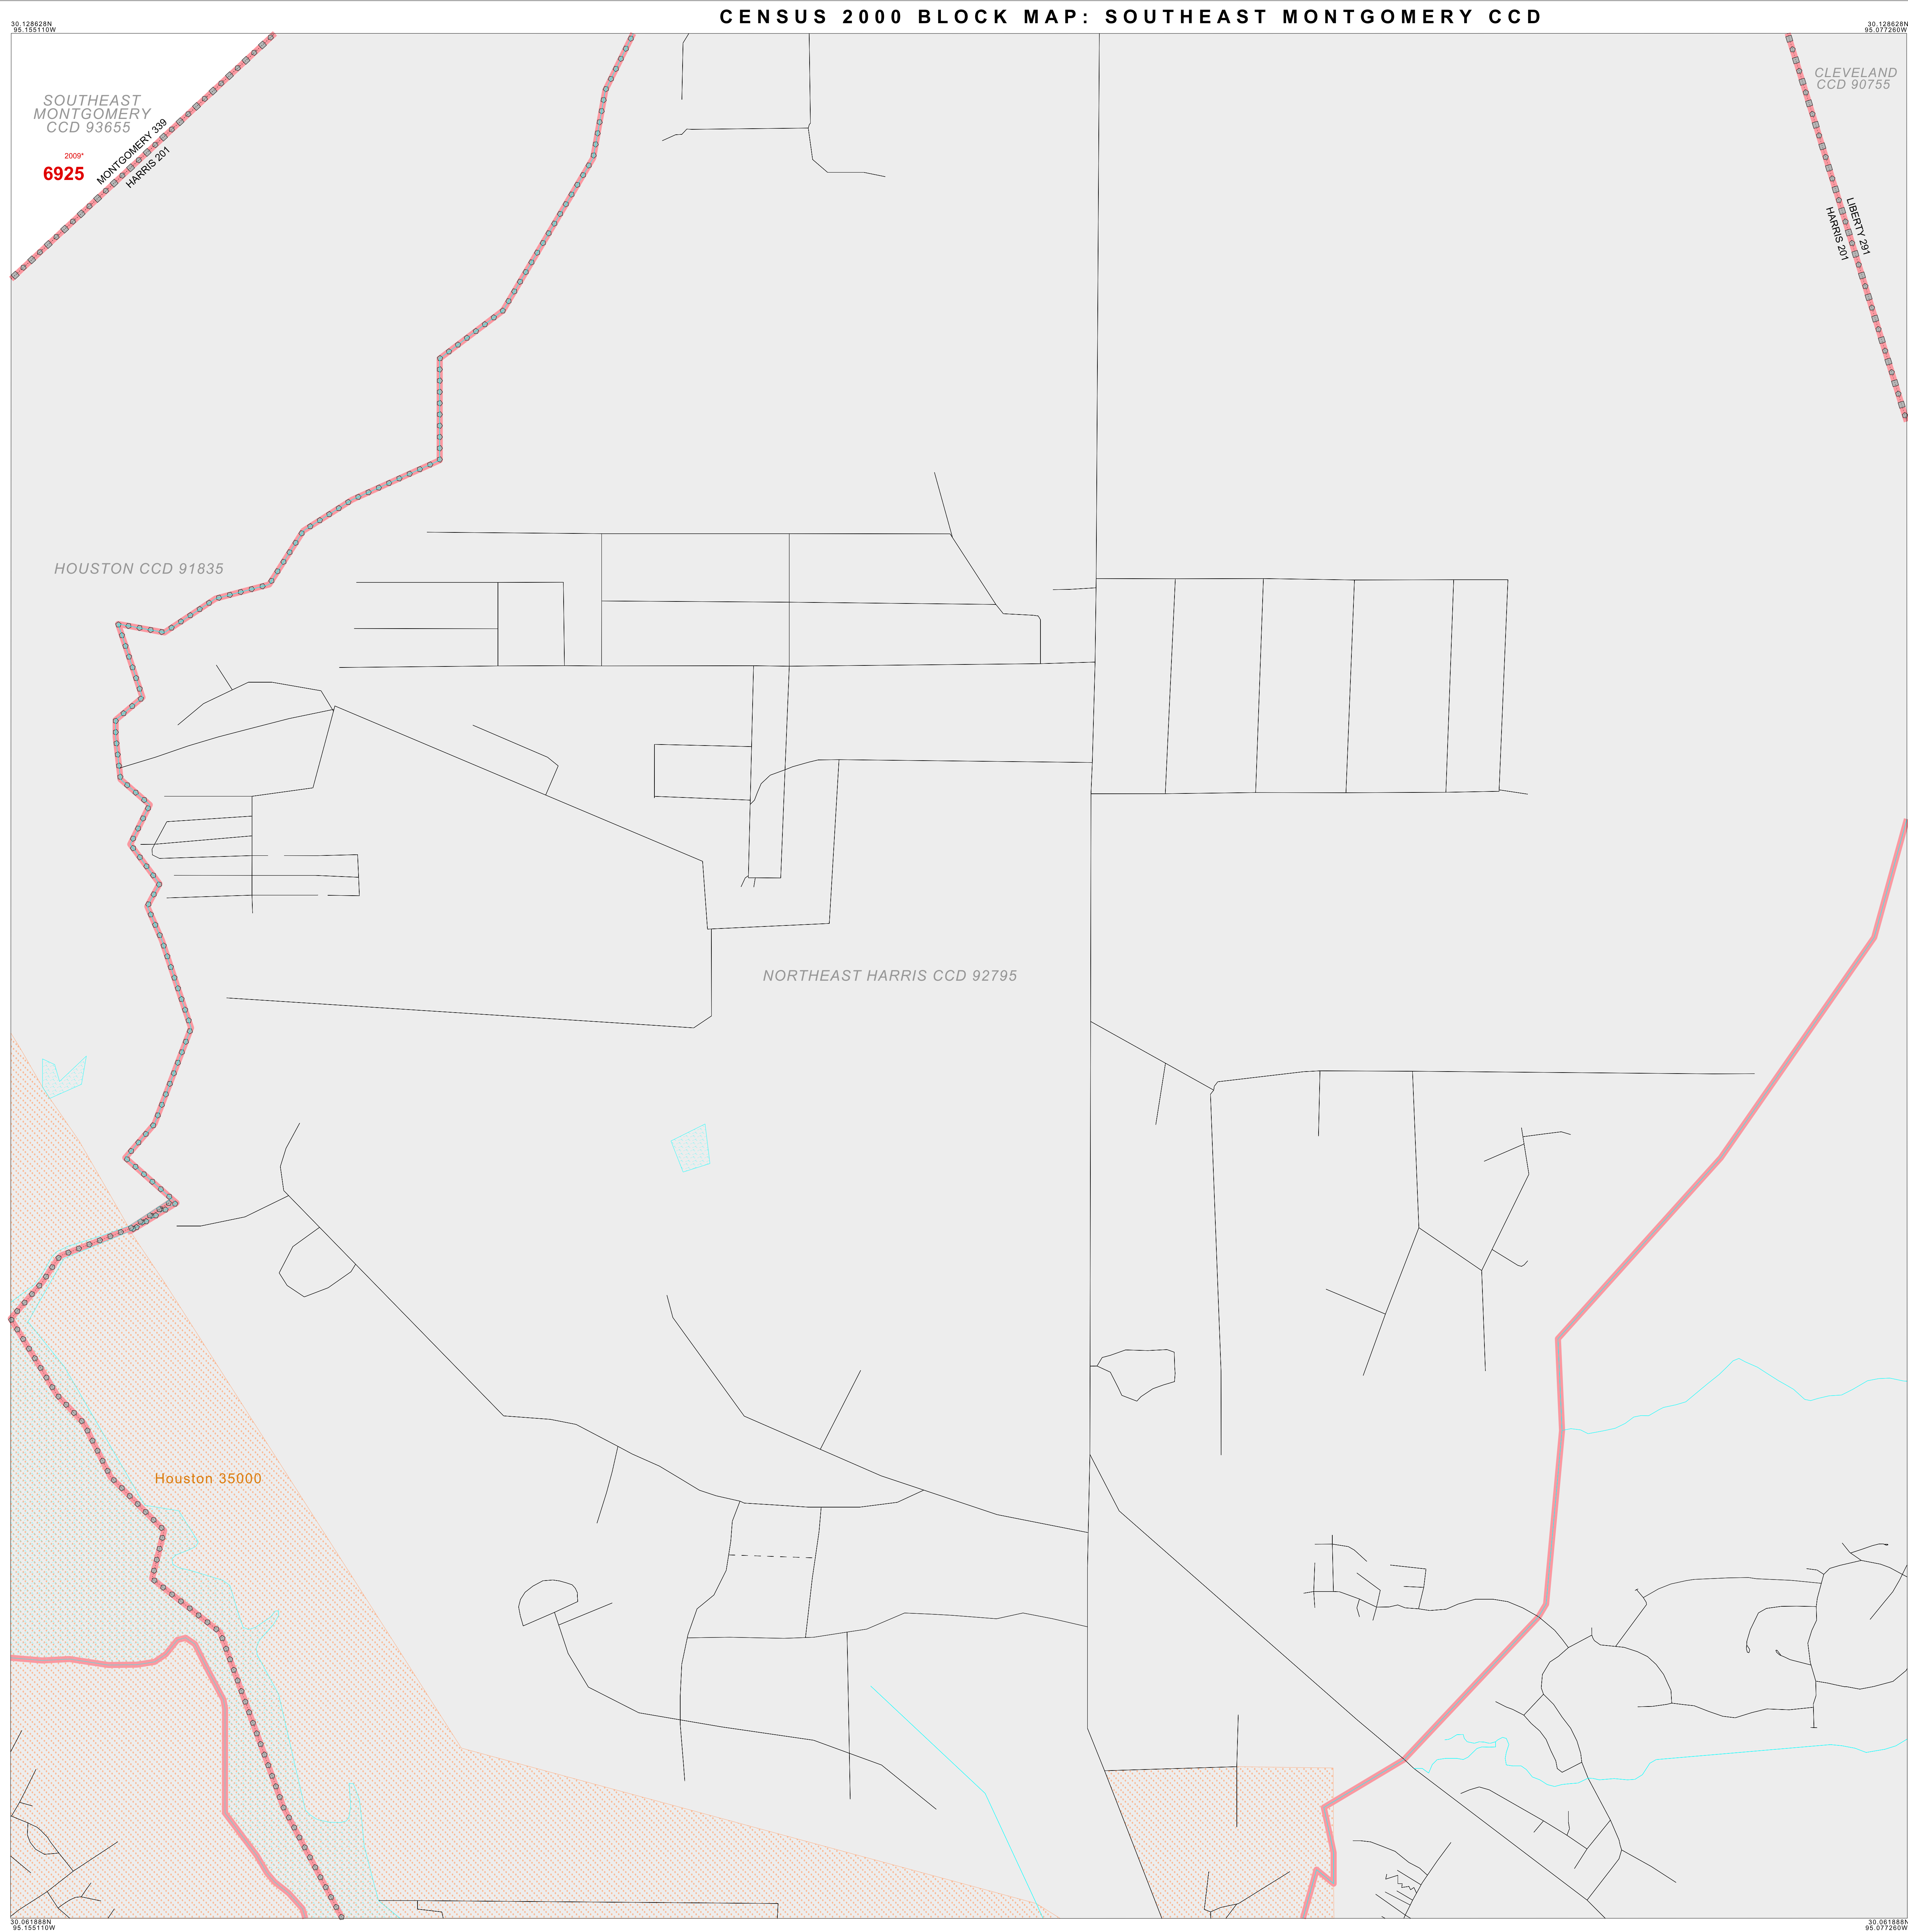 CENSUS 2000 BLOCK MAP: SOUTHEAST MONTGOMERY CCD
30.128628N
95.155110W
30.128628N
95.077260W
SOUTHEAST
MONTGOMERY
CCD 93655
2009*
6925
MONTGOMERY 339
HARRIS 201
CLEVELAND
CCD 90755
LIBERTY 291
HARRIS 201
HOUSTON CCD 91835
NORTHEAST HARRIS CCD 92795
Houston 35000
30.061888N
95.155110W
30.061888N
95.077260W